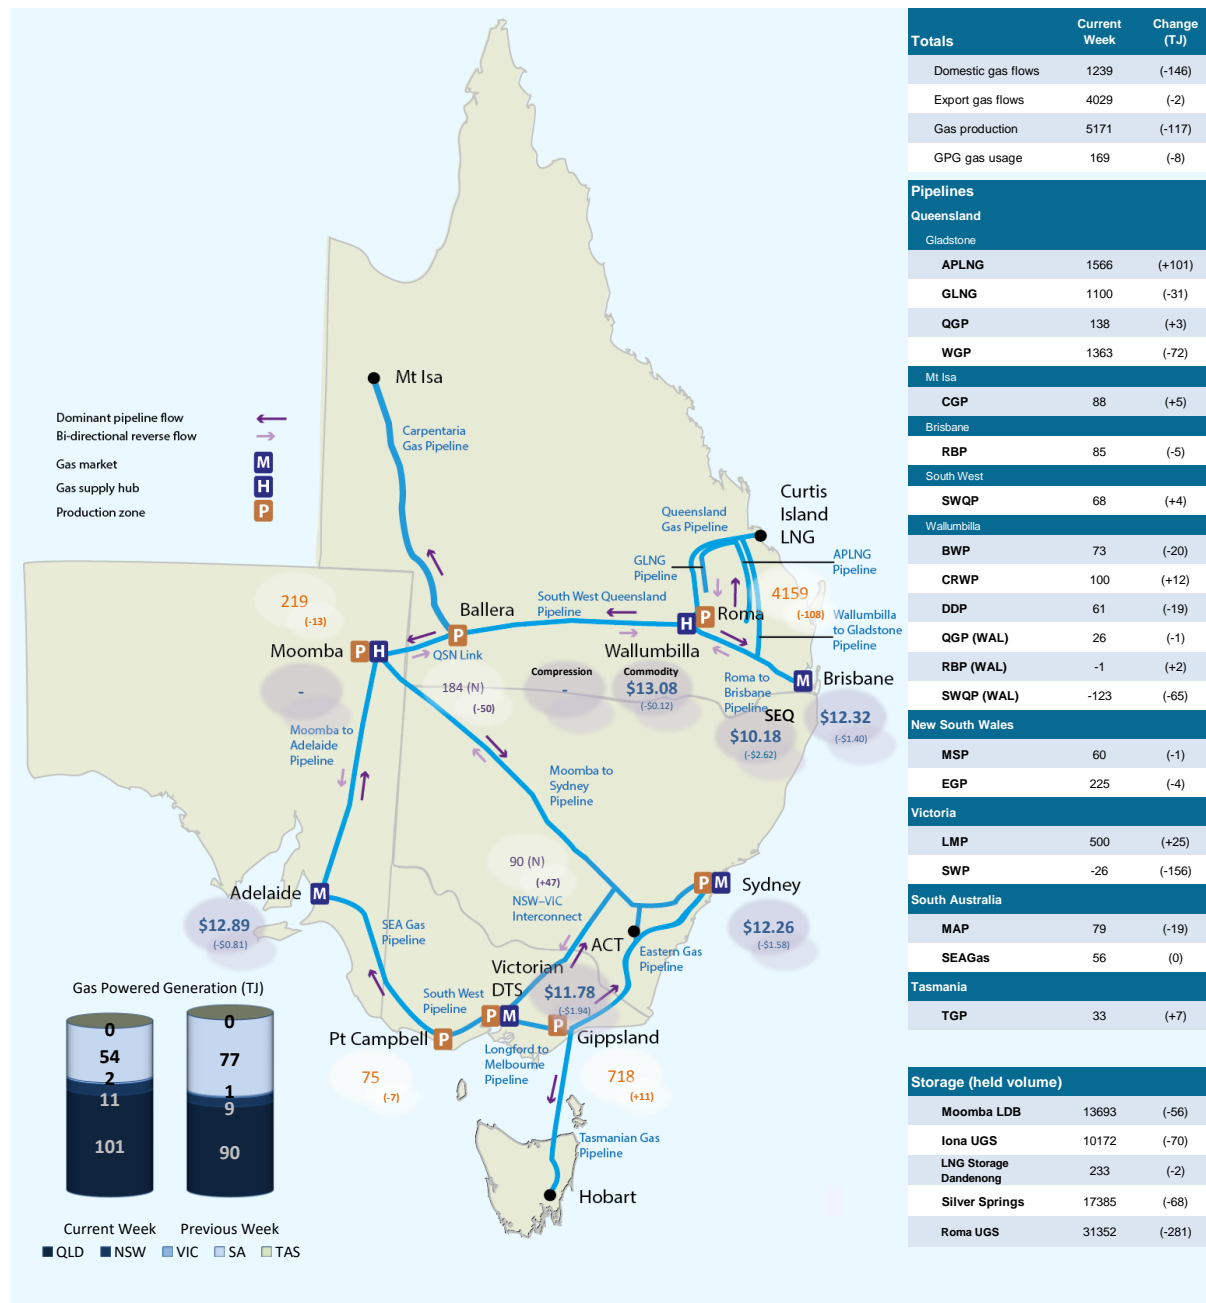 Mt Isa
Dominant pipeline flow
Bi-directional reverse flow
Gas market
M
Gas supply hub
H
Production zone
P
Carpentaria
Gas Pipeline
Curtis
Island
LNG
Queensland
Gas Pipeline
GLNG
Pipeline
APLNG
Pipeline
4159
(-108)
219
(-13)
Ballera
P
South West Queensland
Pipeline
H
P
Roma
Wallumbilla
to Gladstone
Pipeline
Moomba
P
H
QSN Link
Wallumbilla
-
184 (N)
(-50)
Compression
-
Commodity
$13.08
(-$0.12)
Roma to
Brisbane
Pipeline
M
Brisbane
SEQ
$10.18
(-$2.62)
$12.32
(-$1.40)
Moomba to
Adelaide
Pipeline
Moomba to
Sydney
Pipeline
90 (N)
(+47)
NSW–VIC
Interconnect
Adelaide
M
$12.89
(-$0.81)
SEA Gas
Pipeline
P
M
Sydney
$12.26
(-$1.58)
ACT
Eastern Gas
Pipeline
Victorian
DTS
$11.78
(-$1.94)
South West
Pipeline
P
M
P
Gippsland
Pt Campbell
P
Longford to
Melbourne
Pipeline
75
(-7)
718
(+11)
Tasmanian Gas
Pipeline
Hobart
Gas Powered Generation (TJ)
0
54
2
11
101
0
77
1
9
90
Current Week
Previous Week
QLD
NSW
VIC
SA
TAS
Totals Current Week Change (TJ)
Domestic gas flows 1239 (-146)
Export gas flows 4029 (-2)
Gas production 5171 (-117)
GPG gas usage 169 (-8)
Pipelines
Queensland
Gladstone
APLNG 1566 (+101)
GLNG 1100 (-31)
QGP 138 (+3)
WGP 1363 (-72)
Mt Isa
CGP 88 (+5)
Brisbane
RBP 85 (-5)
South West
SWQP 68 (+4)
Wallumbilla
BWP 73 (-20)
CRWP 100 (+12)
DDP 61 (-19)
QGP (WAL) 26 (-1)
RBP (WAL) -1 (+2)
SWQP (WAL) -123 (-65)
New South Wales
MSP 60 (-1)
EGP 225 (-4)
Victoria
LMP 500 (+25)
SWP -26 (-156)
South Australia
MAP 79 (-19)
SEAGas 56 (0)
Tasmania
TGP 33 (+7)
Storage (held volume)
Moomba LDB 13693 (-56)
Iona UGS 10172 (-70)
LNG Storage
Dandenong 233 (-2)
Silver Springs 17385 (-68)
Roma UGS 31352 (-281)